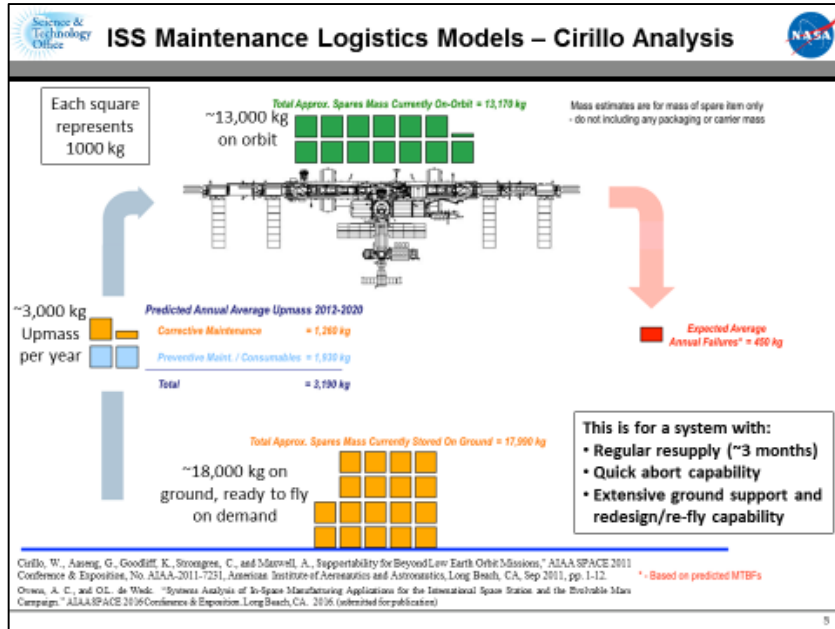 Science &
Technology
Office
ISS Maintenance Logistics Models – Cirillo Analysis
NASA
Each square
represents
1000 kg
Total Approx. Spares Mass Currently On-Orbit = 13,170 kg
~13,000 kg
on orbit
Mass estimates are for mass of spare item only
- do not including any packaging or carrier mass
~3,000 kg
Upmass
per year
Predicted Annual Average Upmass 2012-2020
Corrective Maintenance = 1,260 kg
Preventive Maint. / Consumables = 1,930 kg
Total = 3,190 kg
Expected Average
Annual Failures* = 450 kg
Total Approx. Spares Mass Currently Stored On Ground = 17,990 kg
~18,000 kg on
ground, ready to fly
on demand
This is for a system with:
• Regular resupply (~3 months)
• Quick abort capability
• Extensive ground support and
redesign/re-fly capability
Cirillo, W., Aaseng, G., Goodliff, K., Stromgren, C., and Maxwell, A., Supportability for Beyond Low Earth Orbit Missions," AIAA SPACE 2011
Conference & Exposition, No. AIAA-2011-7231, American Institute of Aeronautics and Astronautics, Long Beach, CA, Sep 2011, pp. 1-12.
* - Based on predicted MTBFs
Owens, A. C., and O.L. de Weck. "Systems Analysis of In-Space Manufacturing Applications for the International Space Station and the Evolvable Mars
Campaign." AIAA SPACE 2016 Conference & Exposition. Long Beach, CA. 2016. (submitted for publication)